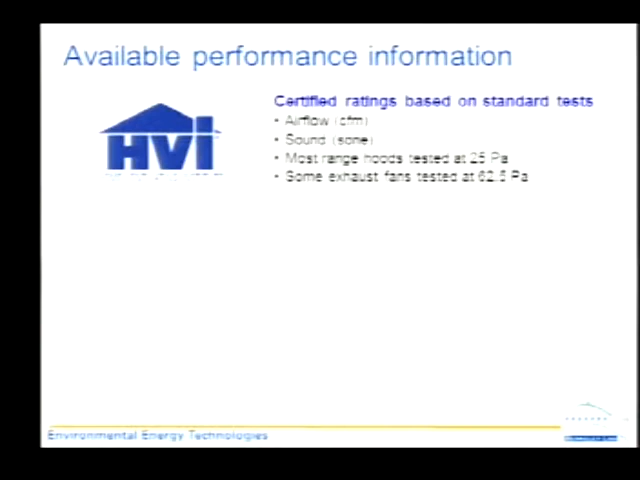 Available performance information
HVI
Certified ratings based on standard tests
• Airflow (cfm)
• Sound (sone)
• Most range hoods tested at 25 Pa
• Some exhaust fans tested at 62.5 Pa
Environmental Energy Technologies